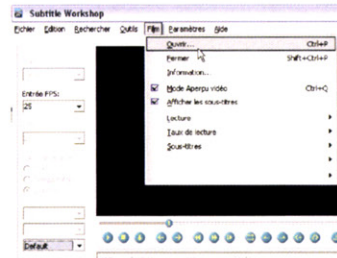 Subtitle Workshop
Fichier Edition Rechercher Outils Film Paramètres Aide
Ouvrir... Ctrl+P
Fermer Shift+Ctrl+P
Information...
Mode Aperçu vidéo Ctrl+Q
Afficher les sous-titres
Lecture
Taux de lecture
Sous-titres
Entrée FPS:
25
Default